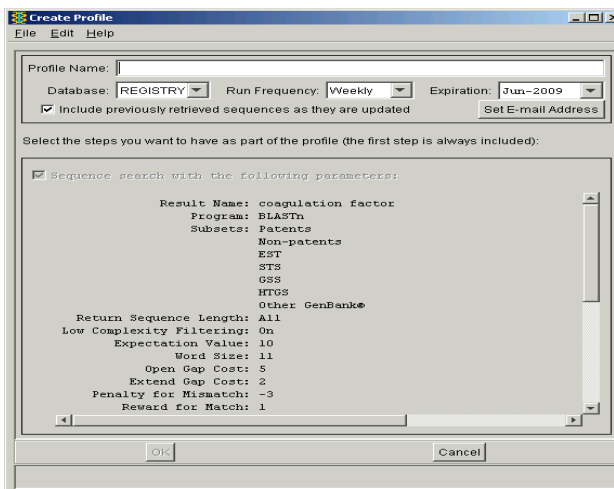 Create Profile
File Edit Help
Profile Name:
Database: REGISTRY Run Frequency: Weekly Expiration: Jun-2009
Include previously retrieved sequences as they are updated Set E-mail Address
Select the steps you want to have as part of the profile (the first step is always included):
Sequence search with the following parameters:
Result Name: coagulation factor
Program: BLASTn
Subsets: Patents
Non-patents
EST
STS
GSS
HTGS
Other GenBank®
Return Sequence Length: All
Low Complexity Filtering: On
Expectation Value: 10
Word Size: 11
Open Gap Cost: 5
Extend Gap Cost: 2
Penalty for Mismatch: -3
Reward for Match: 1
OK Cancel